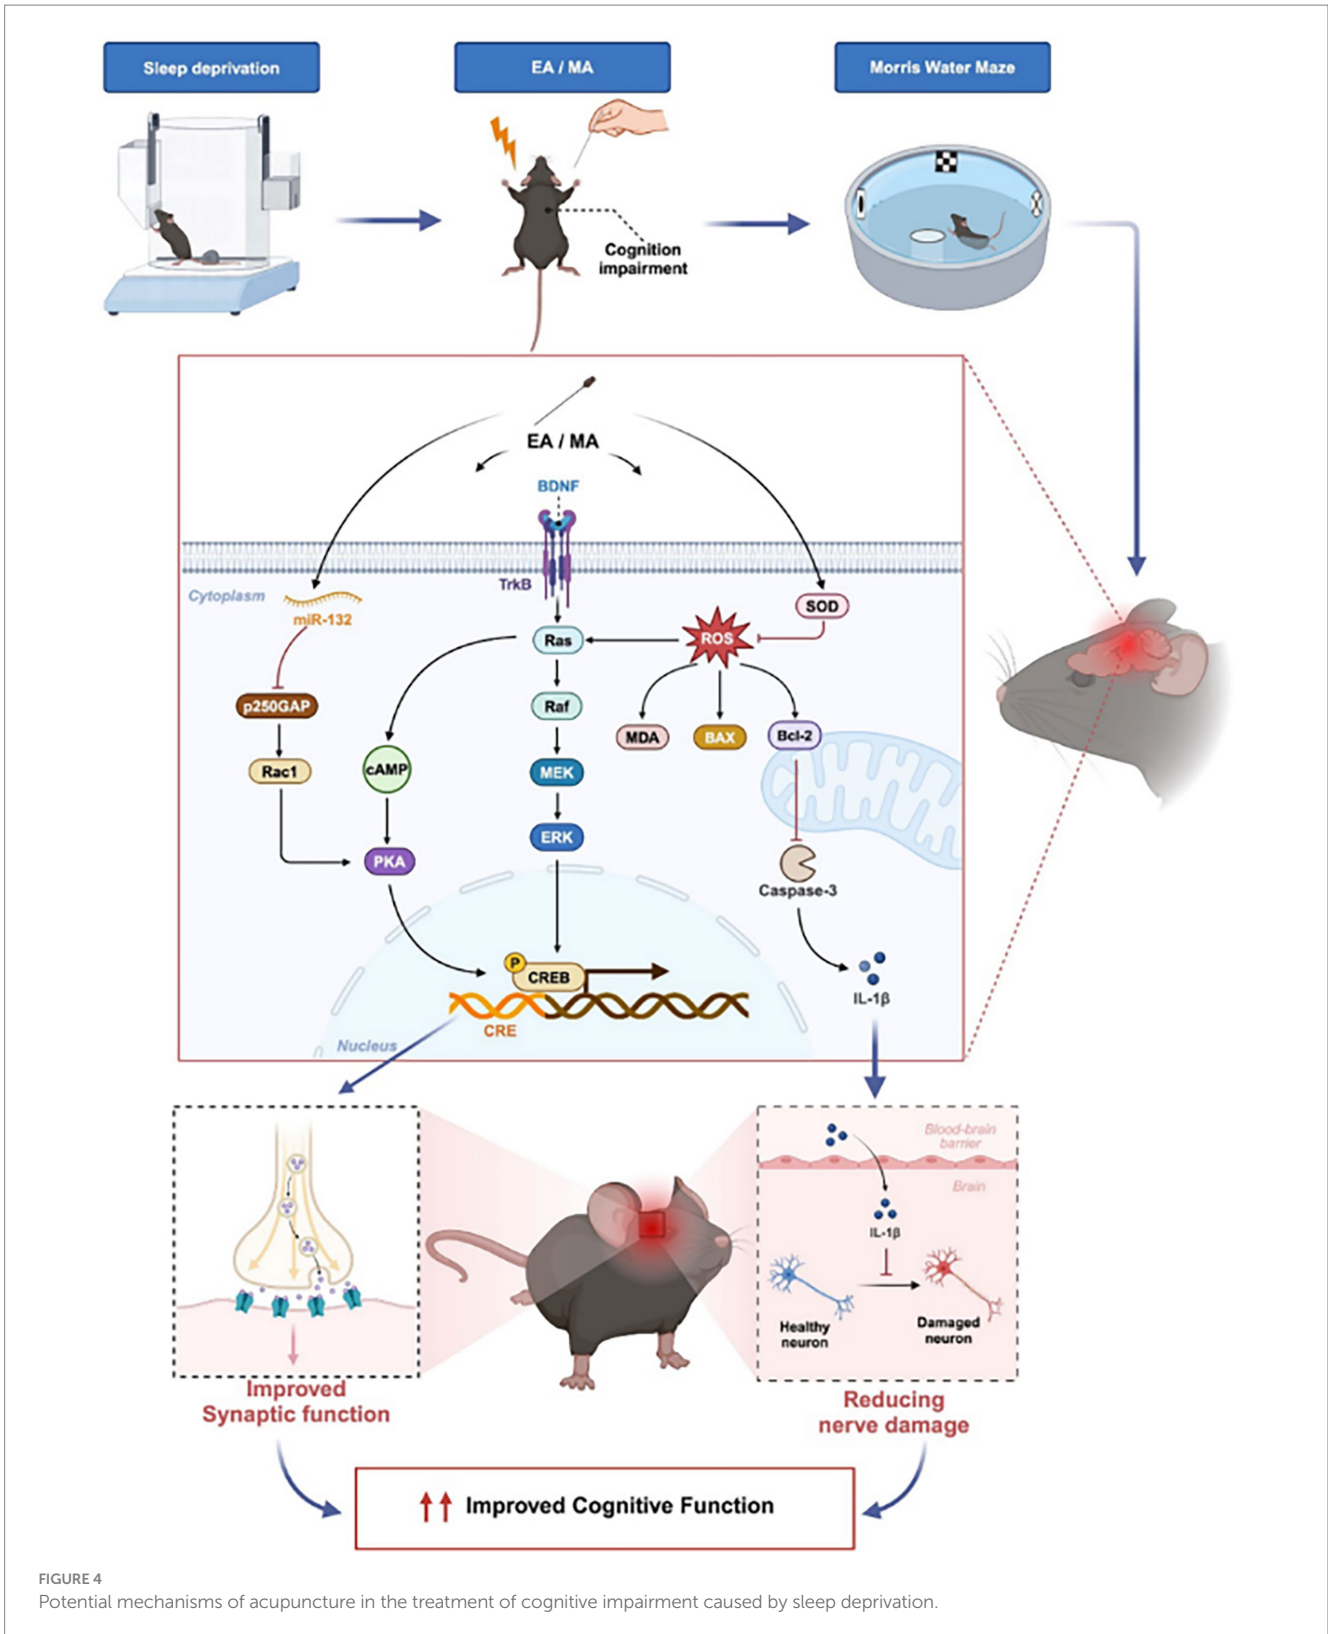 Sleep deprivation
EA / MA
Morris Water Maze
Cognition
impairment
EA / MA
BDNF
TrkB
Cytoplasm
miR-132
SOD
Ras
ROS
p250GAP
Raf
MDA
BAX
Bcl-2
Rac1
cAMP
MEK
ERK
PKA
Caspase-3
P
CREB
IL-1β
CRE
Nucleus
Blood-brain
barrier
Brain
IL-1β
Healthy
neuron
Damaged
neuron
Improved
Synaptic function
Reducing
nerve damage
Improved Cognitive Function
FIGURE 4
Potential mechanisms of acupuncture in the treatment of cognitive impairment caused by sleep deprivation.